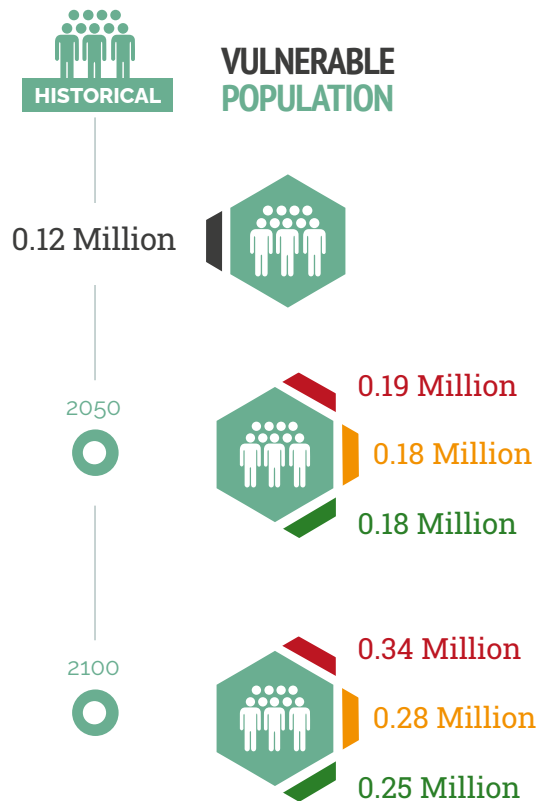 HISTORICAL
VULNERABLE
POPULATION
0.12 Million
2050
0.19 Million
0.18 Million
0.18 Million
2100
0.34 Million
0.28 Million
0.25 Million